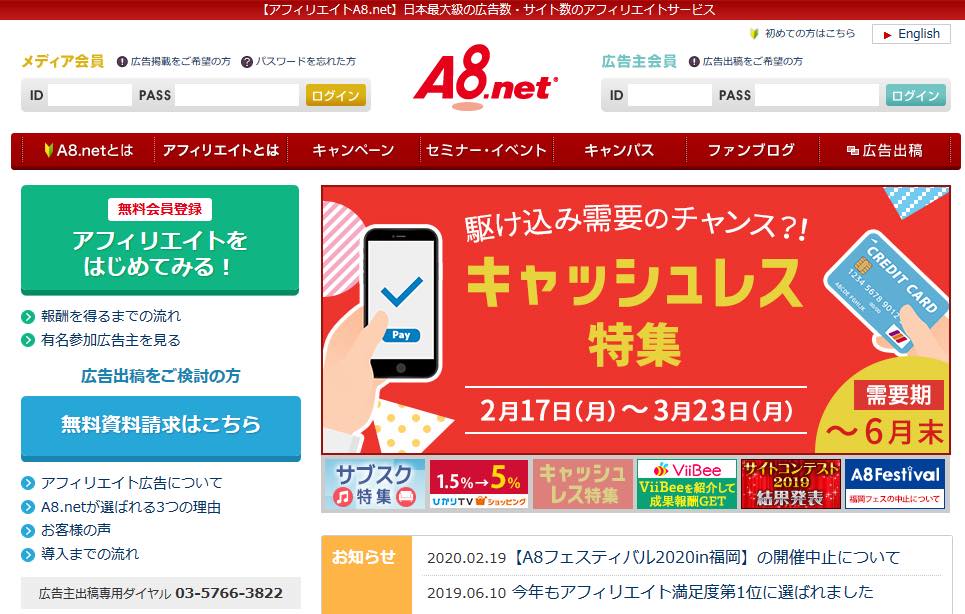 【アフィリエイトA8.net】日本最大級の広告数・サイト数のアフィリエイトサービス
初めての方はこちら
English
メディア会員
広告掲載をご希望の方
パスワードを忘れた方
ID
PASS
ログイン
A8.net
広告主会員
広告出稿をご希望の方
ID
PASS
ログイン
A8.netとは
アフィリエイトとは
キャンペーン
セミナー・イベント
キャンパス
ファンブログ
広告出稿
無料会員登録
アフィリエイトを
はじめてみる！
報酬を得るまでの流れ
有名参加広告主を見る
広告出稿をご検討の方
無料資料請求はこちら
アフィリエイト広告について
A8.netが選ばれる3つの理由
お客様の声
導入までの流れ
広告主出稿専用ダイヤル 03-5766-3822
駆け込み需要のチャンス?!
キャッシュレス
特集
2月17日(月)～3月23日(月)
Pay
CREDIT CARD
1234 5678 9012
需要期
～6月末
サブスク
特集
1.5%→5%
ひかりTVショッピング
キャッシュ
レス特集
ViiBee
ViiBeeを紹介して
成果報酬GET
サイトコンテスト
2019
結果発表
A8Festival
福岡フェスの中止について
お知らせ
2020.02.19【A8フェスティバル2020in福岡】の開催中止について
2019.06.10 今年もアフィリエイト満足度第1位に選ばれました